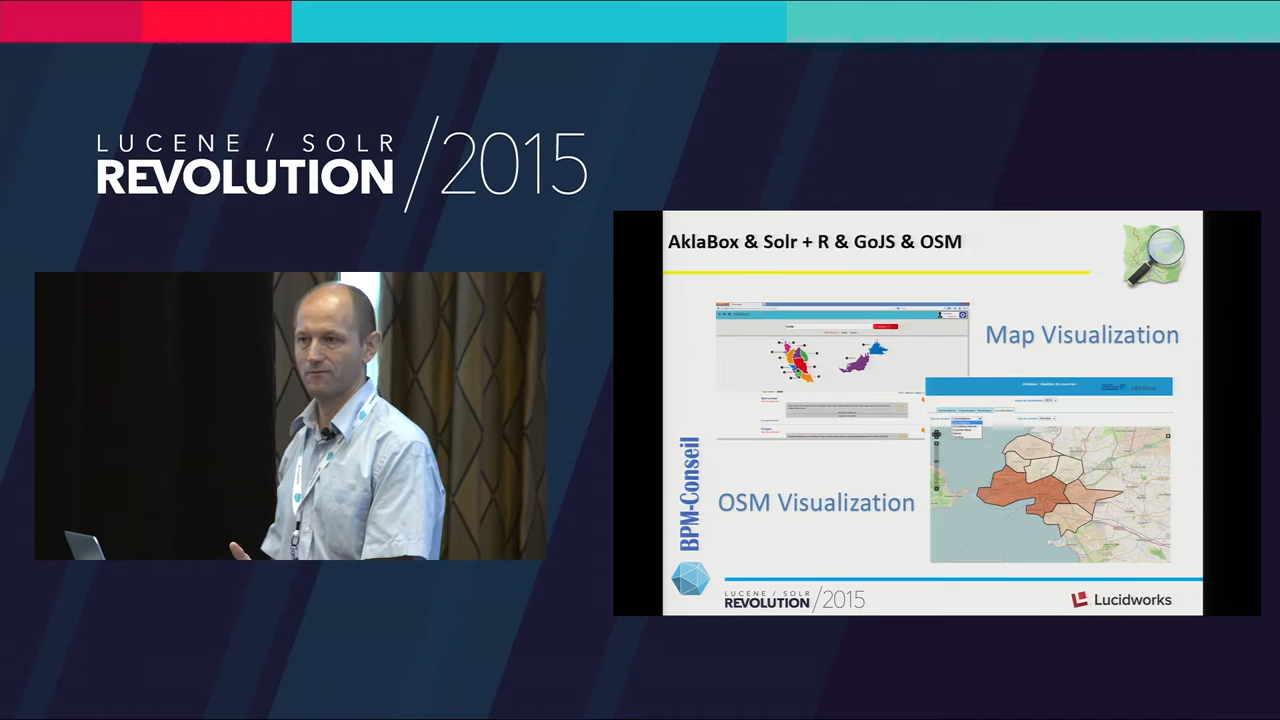 LUCENE / SOLR
REVOLUTION /2015
AklaBox & Solr + R & GoJS & OSM
Map Visualization
OSM Visualization
BPM-Conseil
LUCENE / SOLR
REVOLUTION /2015
Lucidworks